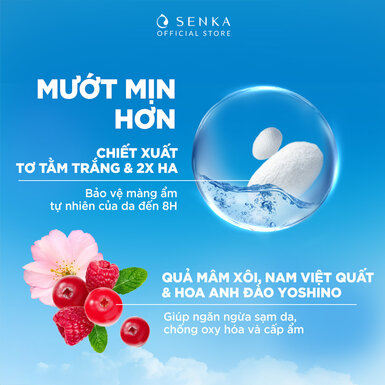 SENKA
OFFICIAL STORE
MƯỚT MỊN
HƠN
CHIẾT XUẤT
TƠ TẰM TRẮNG & 2X HA
Bảo vệ màng ẩm
tự nhiên của da đến 8H
QUẢ MÂM XÔI, NAM VIỆT QUẤT
& HOA ANH ĐÀO YOSHINO
Giúp ngăn ngừa sạm da,
chống oxy hóa và cấp ẩm